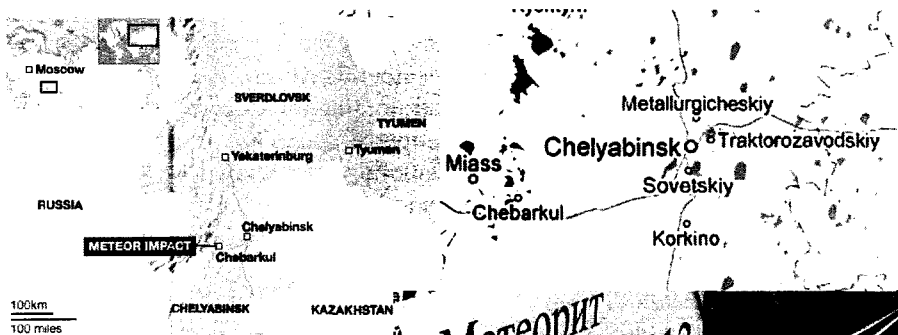 Moscow
SVERDLOVSK
TYUMEN
Yekaterinburg
Tyumen
RUSSIA
Chelyabinsk
METEOR IMPACT
Chebarkul
100km
100 miles
CHELYABINSK
KAZAKHSTAN
Metallurgicheskiy
Chelyabinsk
Traktorozavodskiy
Miass
Sovetskiy
Chebarkul
Korkino
Метеорит